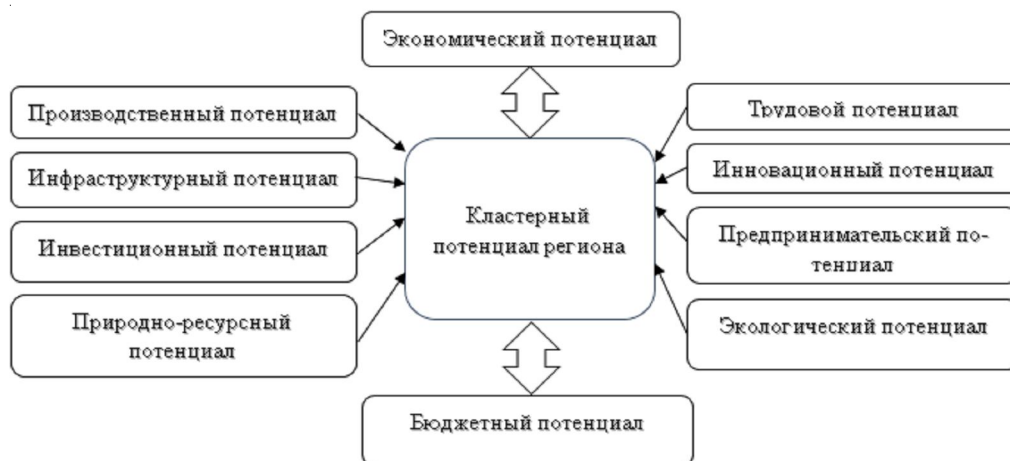 Экономический потенциал
Производственный потенциал
Инфраструктурный потенциал
Инвестиционный потенциал
Природно-ресурсный
потенциал
Кластерный
потенциал региона
Трудовой потенциал
Инновационный потенциал
Предпринимательский по-
тенциал
Экологический потенциал
Бюджетный потенциал